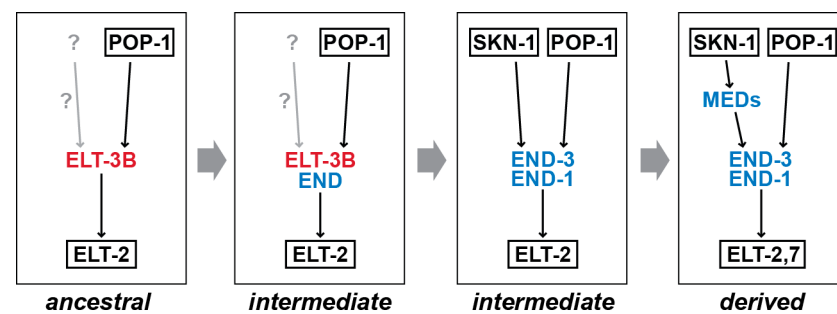 ? POP-1
?
ELT-3B
ELT-2
ancestral
? POP-1
?
ELT-3B
END
ELT-2
intermediate
SKN-1 POP-1
END-3
END-1
ELT-2
intermediate
SKN-1 POP-1
MEDs
END-3
END-1
ELT-2,7
derived